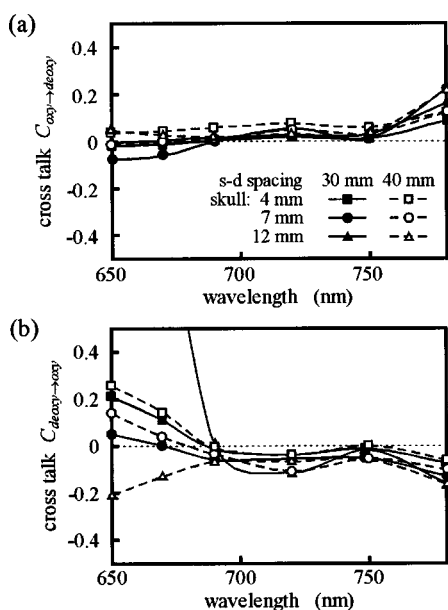 (a)
0.4
0.2
0
-0.2
-0.4
cross talk C oxy→deoxy
s-d spacing 30 mm 40 mm
skull: 4 mm
7 mm
12 mm
650 700 750
wavelength (nm)
(b)
0.4
0.2
0
-0.2
-0.4
cross talk C deoxy→oxy
650 700 750
wavelength (nm)